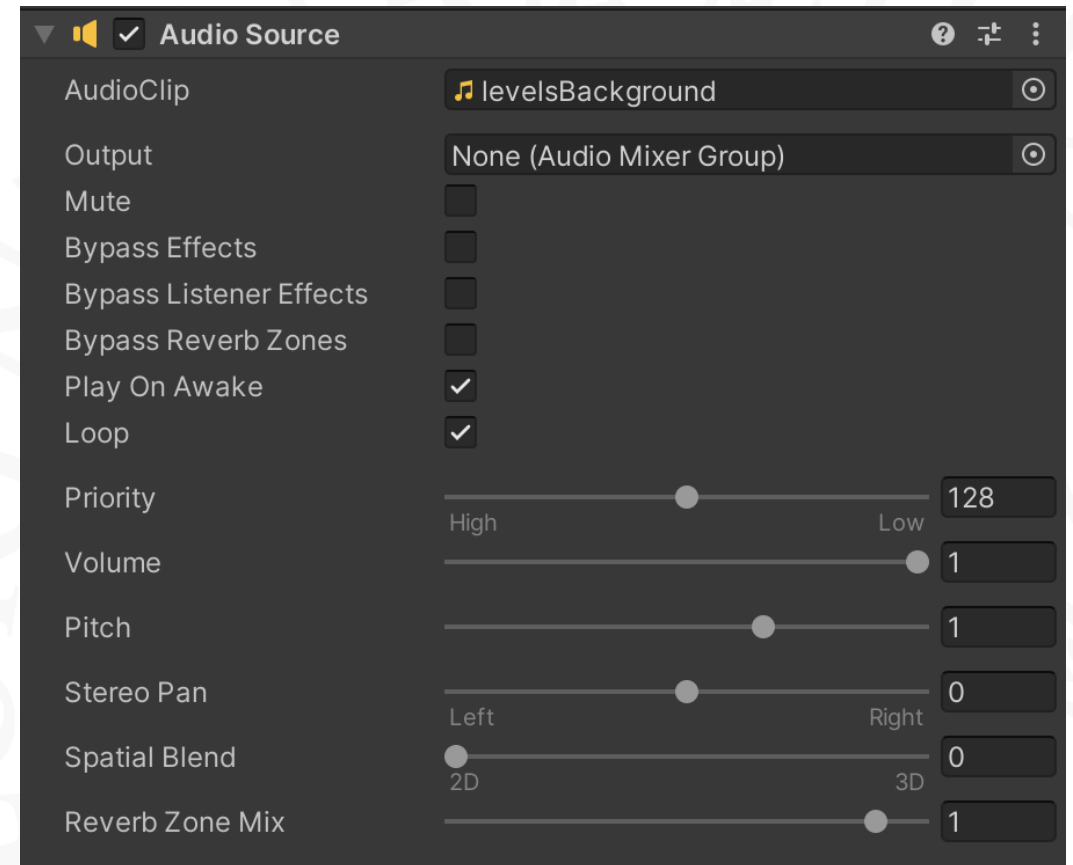 Audio Source
AudioClip levelsBackground
Output None (Audio Mixer Group)
Mute
Bypass Effects
Bypass Listener Effects
Bypass Reverb Zones
Play On Awake
Loop
Priority 128
High Low
Volume 1
Pitch 1
Stereo Pan 0
Left Right
Spatial Blend 0
2D 3D
Reverb Zone Mix 1